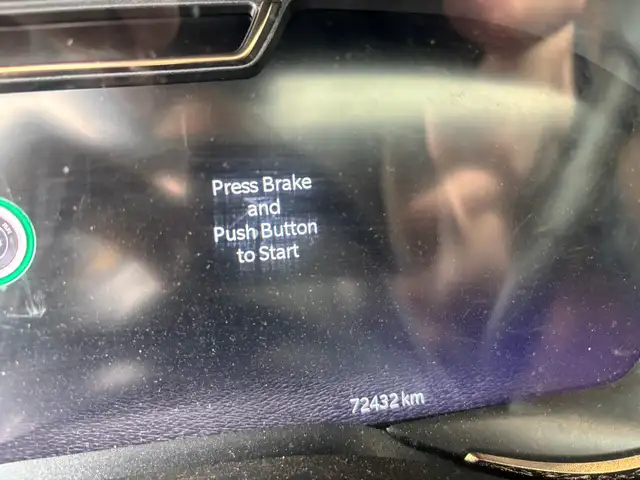 Press Brake
and
Push Button
to Start
72432 km